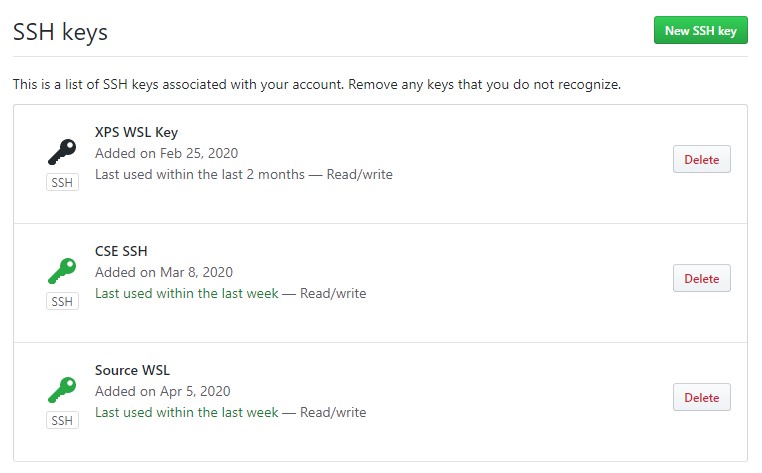 SSH keys
New SSH key
This is a list of SSH keys associated with your account. Remove any keys that you do not recognize.
XPS WSL Key
Added on Feb 25, 2020
Last used within the last 2 months — Read/write
SSH
Delete
CSE SSH
Added on Mar 8, 2020
Last used within the last week — Read/write
SSH
Delete
Source WSL
Added on Apr 5, 2020
Last used within the last week — Read/write
SSH
Delete